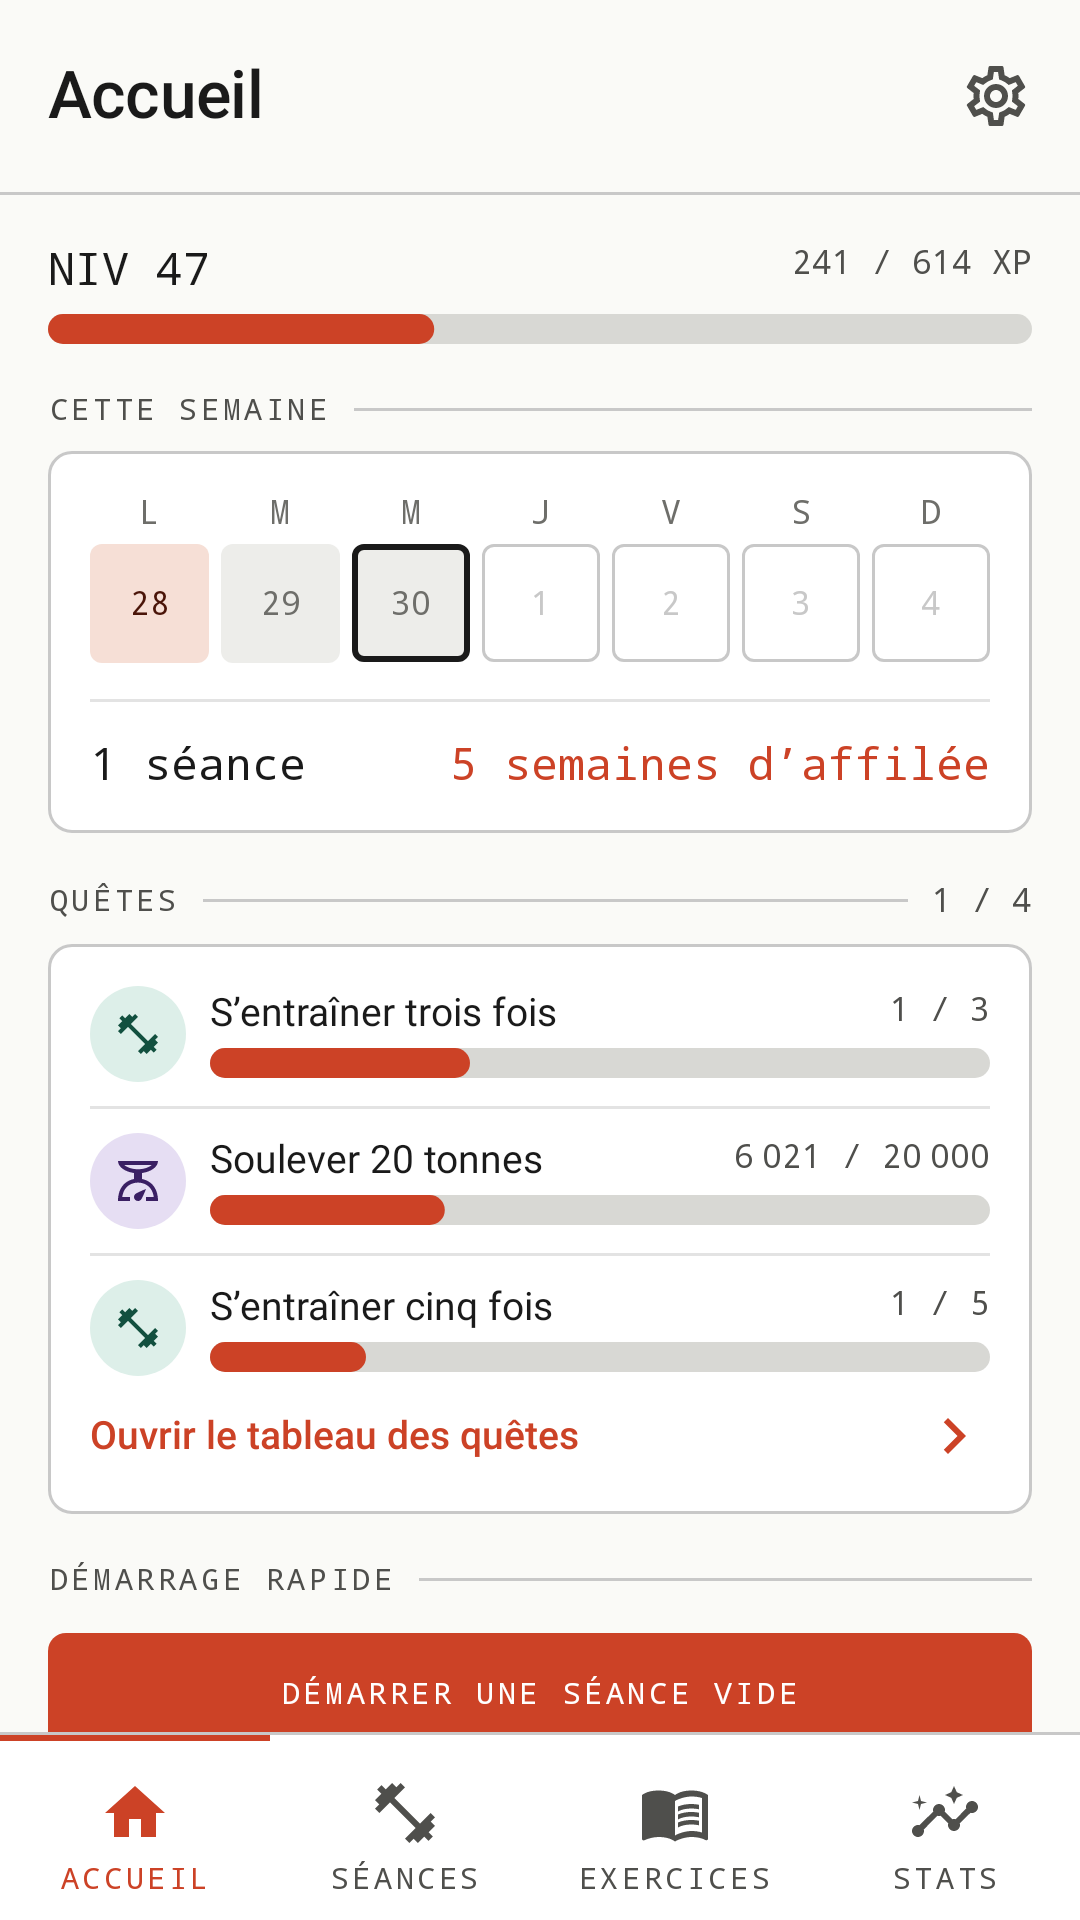 Accueil
NIV 47
241 / 614 XP
CETTE SEMAINE
L M M J V S D
28 29 30 1 2 3 4
1 séance
5 semaines d’affilée
QUÊTES
1 / 4
S’entraîner trois fois
1 / 3
Soulever 20 tonnes
6 021 / 20 000
S’entraîner cinq fois
1 / 5
Ouvrir le tableau des quêtes
DÉMARRAGE RAPIDE
DÉMARRER UNE SÉANCE VIDE
ACCUEIL
SÉANCES
EXERCICES
STATS